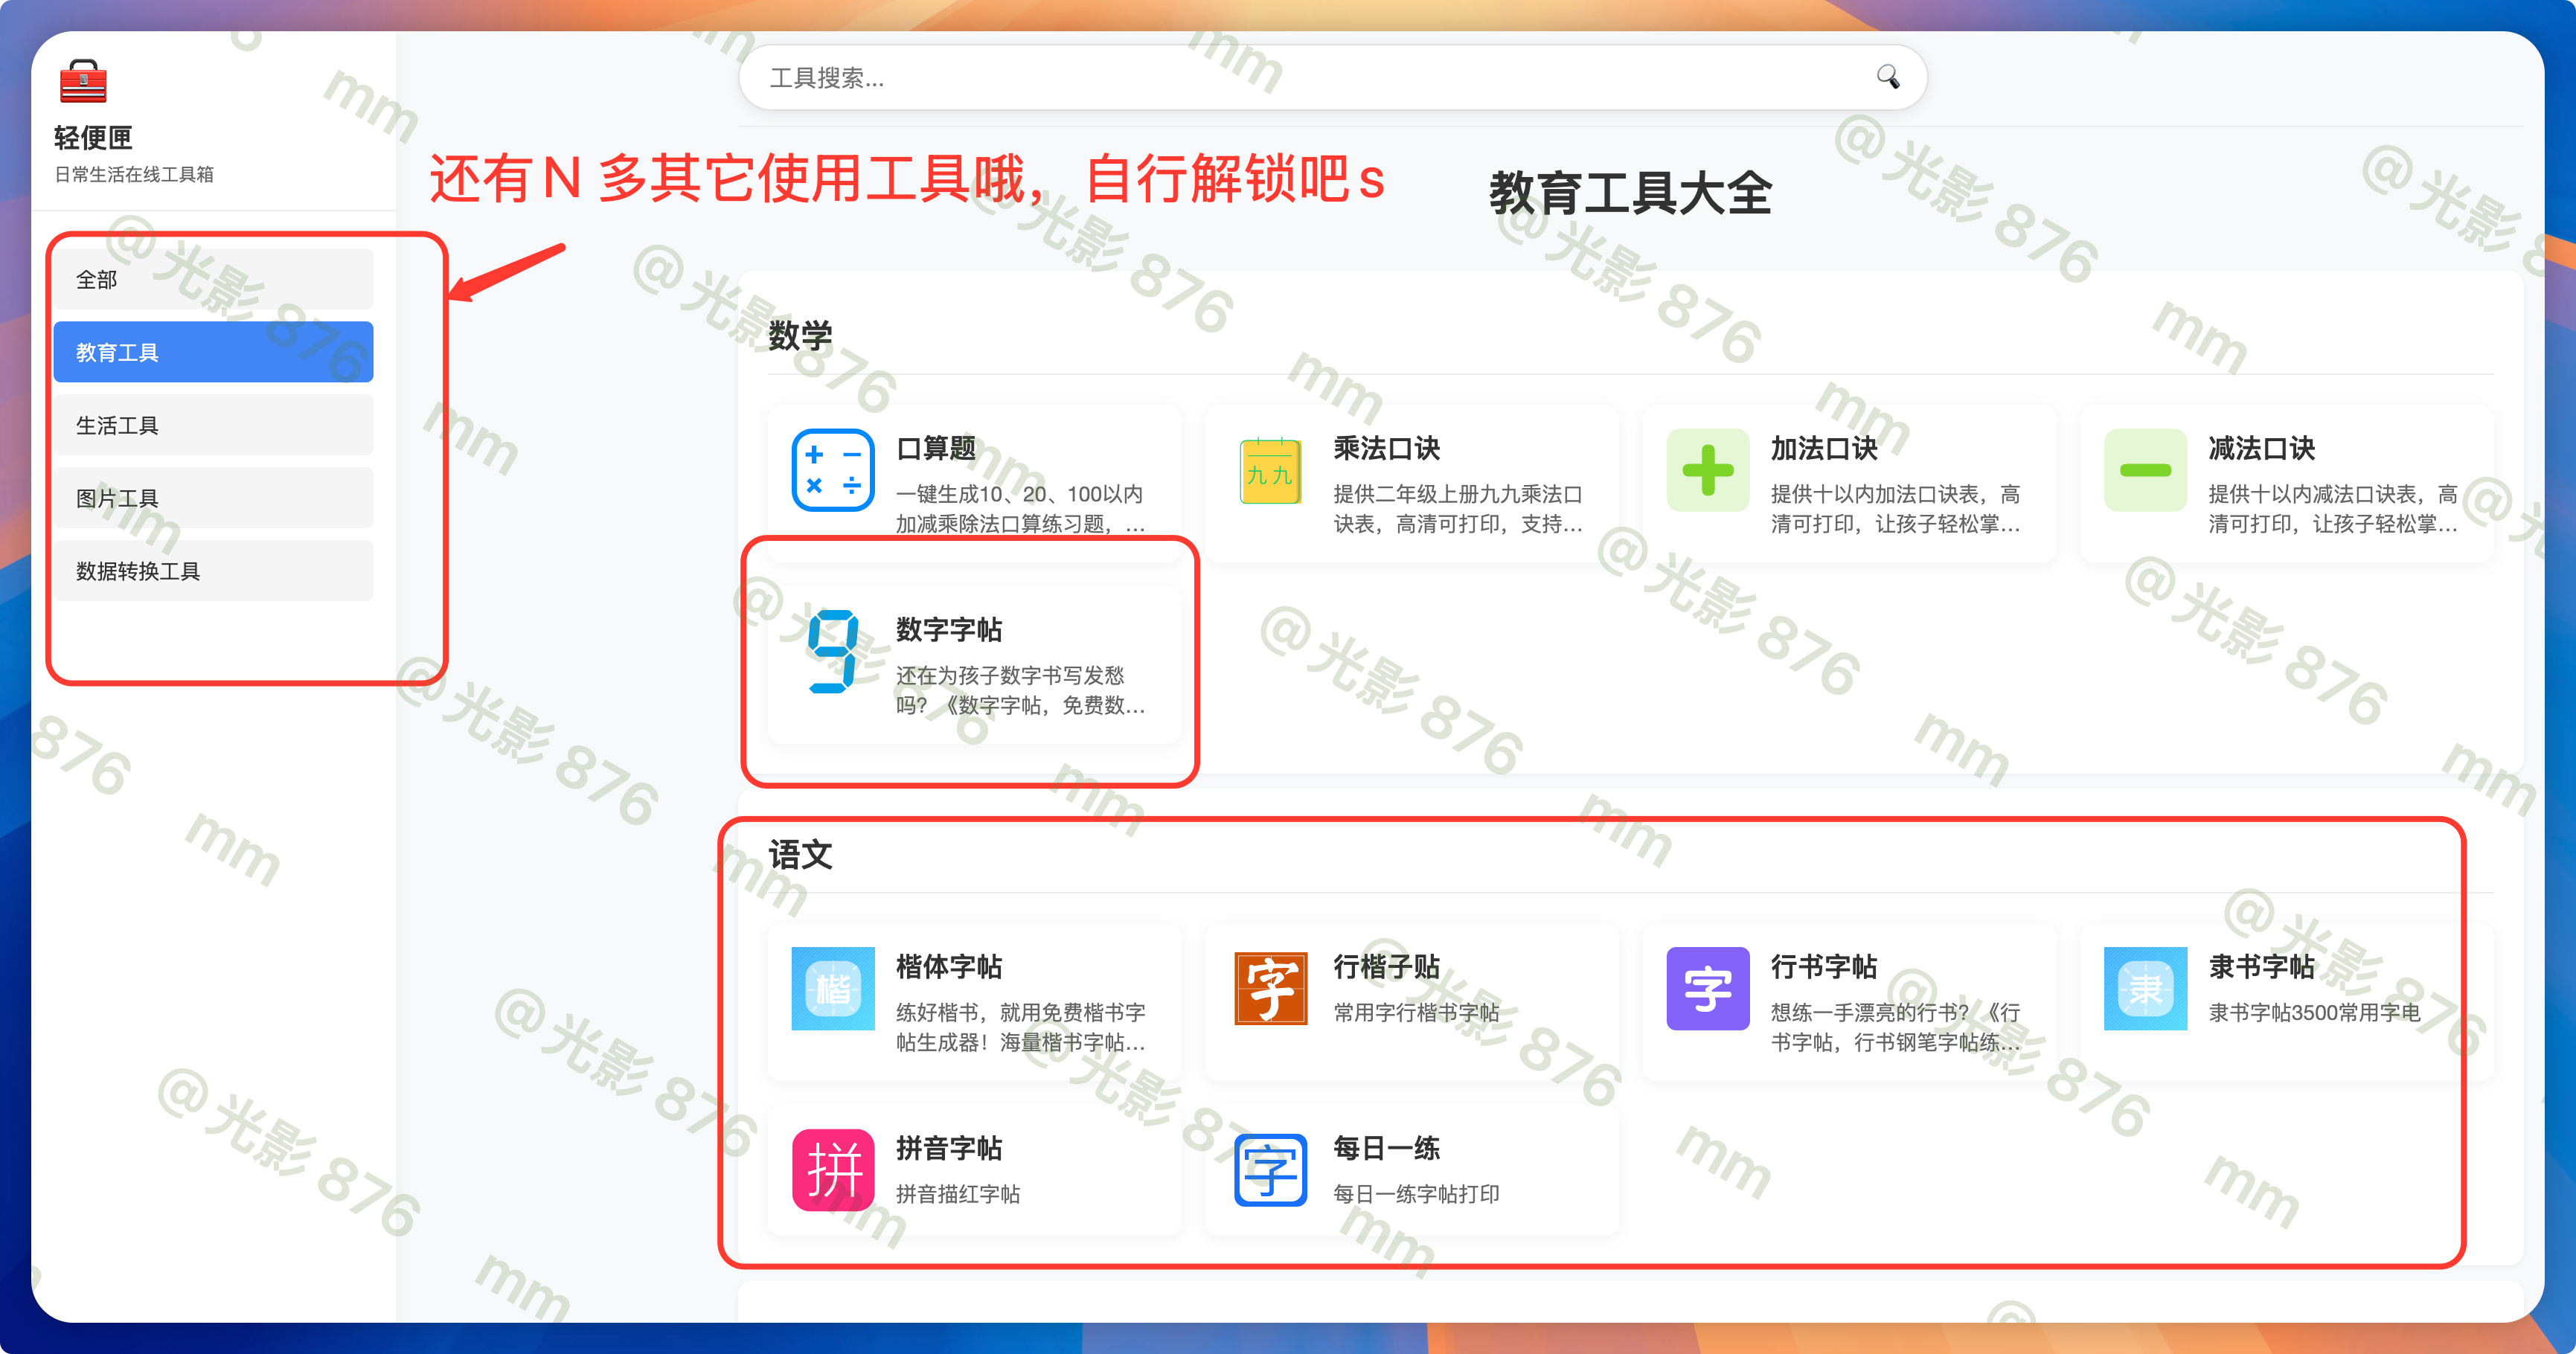 工具搜索...
轻便匣
日常生活在线工具箱
还有N 多其它使用工具哦，自行解锁吧s
教育工具大全
全部
教育工具
生活工具
图片工具
数据转换工具
数学
口算题
一键生成10、20、100以内
加减乘除法口算练习题，...
九九
乘法口诀
提供二年级上册九九乘法口
诀表，高清可打印，支持...
加法口诀
提供十以内加法口诀表，高
清可打印，让孩子轻松掌...
减法口诀
提供十以内减法口诀表，高
清可打印，让孩子轻松掌...
9
数字字帖
还在为孩子数字书写发愁
吗？《数字字帖，免费数...
语文
楷
楷体字帖
练好楷书，就用免费楷书字
帖生成器！海量楷书字帖...
字
行楷子贴
常用字行楷书字帖
字
行书字帖
想练一手漂亮的行书？《行
书字帖，行书钢笔字帖练...
隶
隶书字帖
隶书字帖3500常用字电
拼
拼音字帖
拼音描红字帖
字
每日一练
每日一练字帖打印
@光影 876
mm